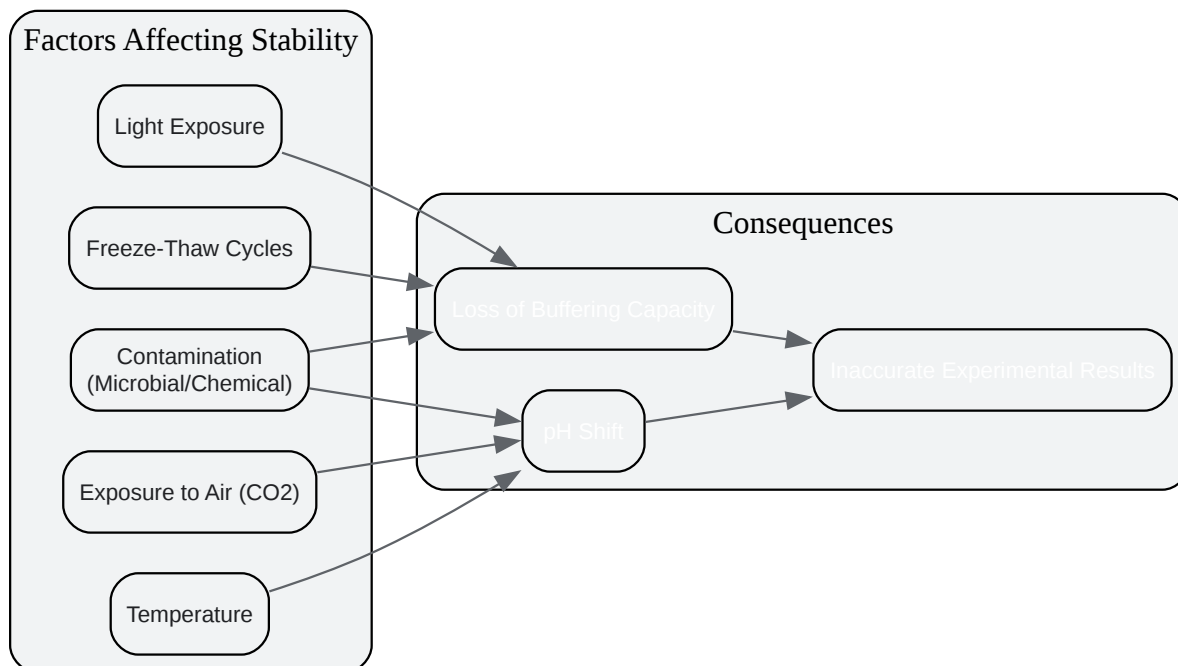 Factors Affecting Stability
Light Exposure
Freeze-Thaw Cycles
Contamination
(Microbial/Chemical)
Exposure to Air (CO2)
Temperature
Consequences
Loss of Buffering Capacity
pH Shift
Inaccurate Experimental Results